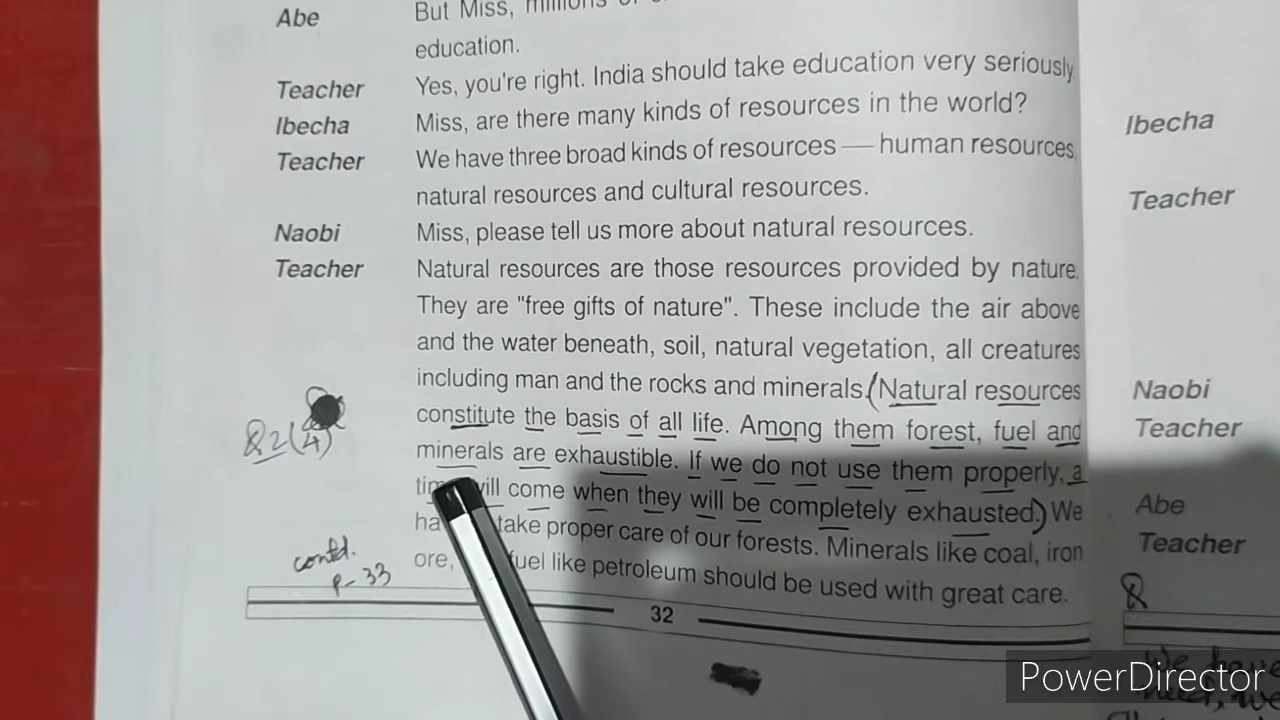 Abe But Miss, millions of
education.
Teacher Yes, you're right. India should take education very seriously
Ibecha Miss, are there many kinds of resources in the world?
Teacher We have three broad kinds of resources — human resources,
natural resources and cultural resources.
Naobi Miss, please tell us more about natural resources.
Teacher Natural resources are those resources provided by nature.
They are "free gifts of nature". These include the air above
and the water beneath, soil, natural vegetation, all creatures
including man and the rocks and minerals. (Natural resources
constitute the basis of all life. Among them forest, fuel and
Q2(4) minerals are exhaustible. If we do not use them properly, a
will come when they will be completely exhausted.) We
take proper care of our forests. Minerals like coal, iron
ore, fuel like petroleum should be used with great care.
contd.
P-33
32
Ibecha
Teacher
Naobi
Teacher
Abe
Teacher
Q
We have
PowerDirector